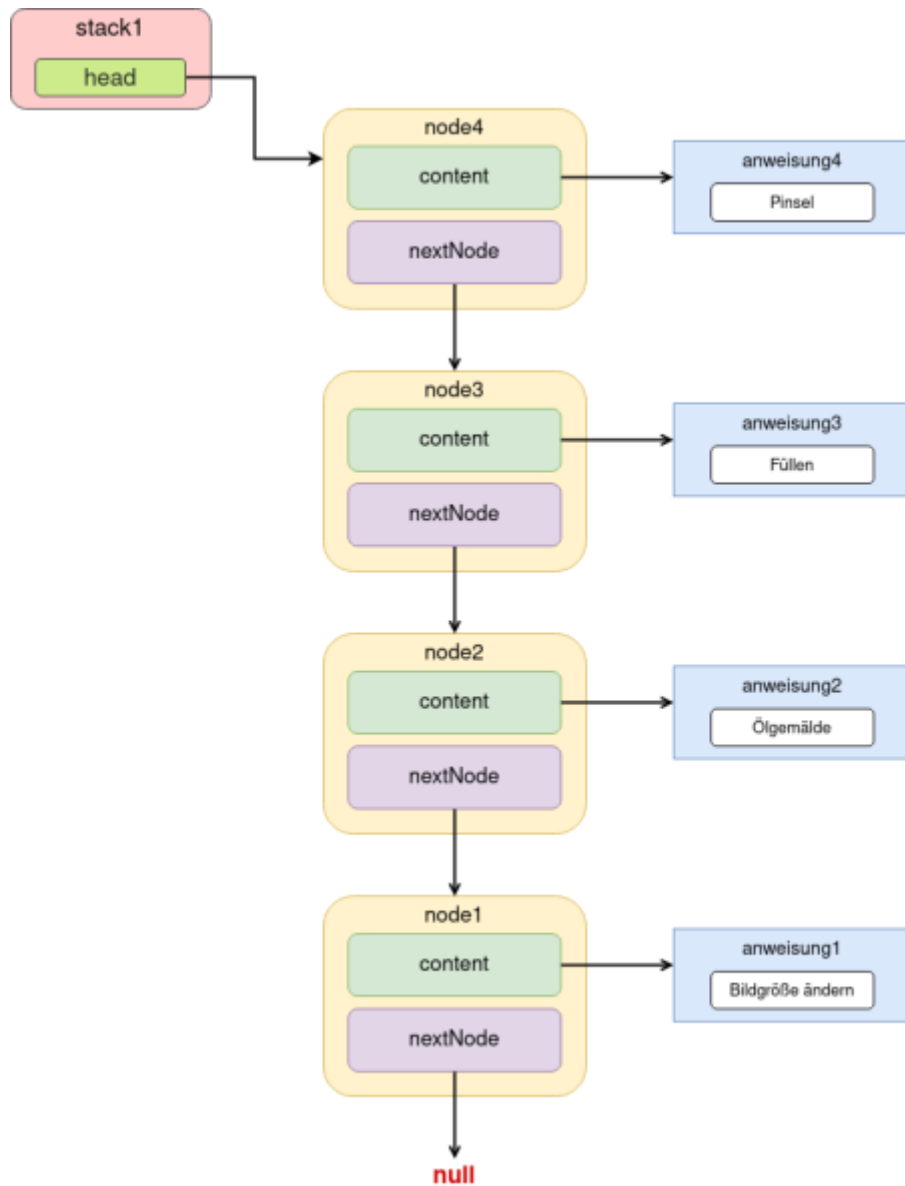 stack1
head
node4
content
anweisung4
Pinsel
nextNode
node3
content
anweisung3
Füllen
nextNode
node2
content
anweisung2
Ölgemälde
nextNode
node1
content
anweisung1
Bildgröße ändern
nextNode
null